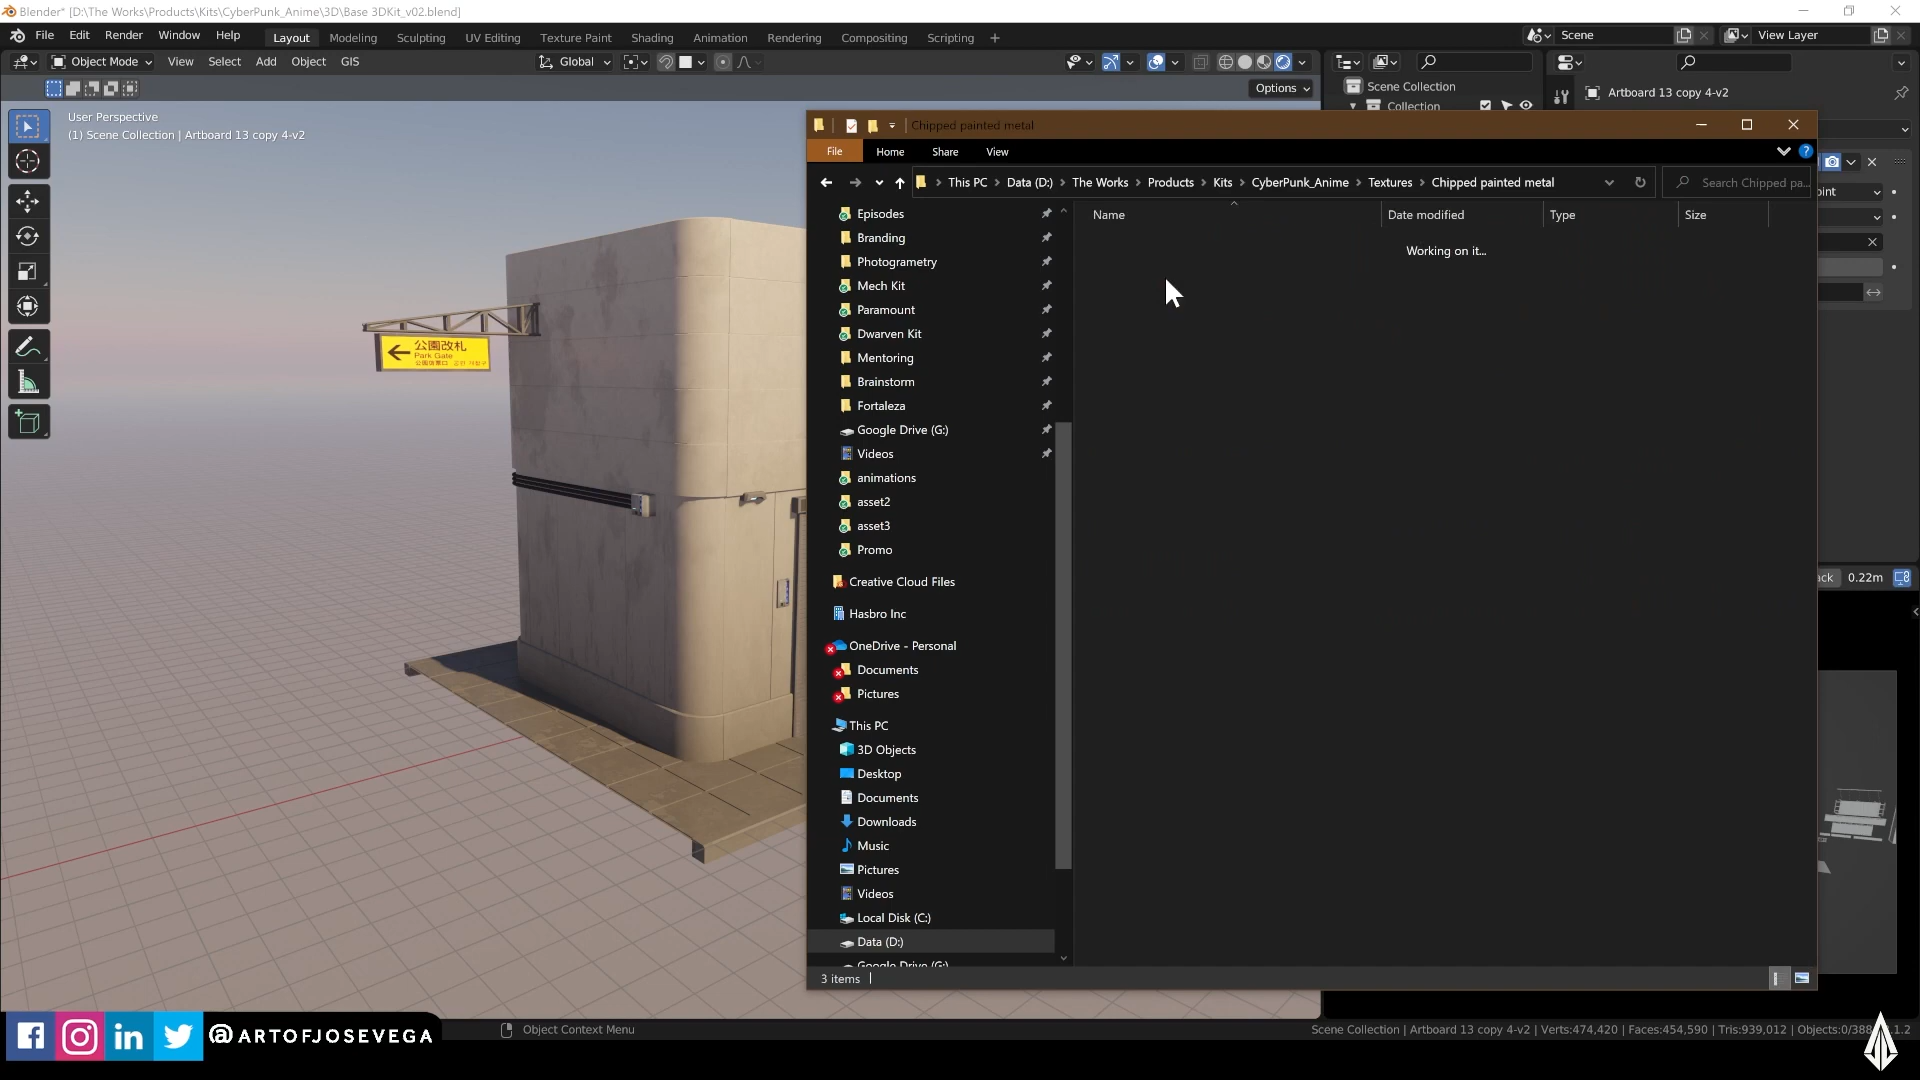 Blender* [D:\The Works\Products\Kits\CyberPunk_Anime\3D\Base 3DKit_v02.blend]
File Edit Render Window Help Layout Modeling Sculpting UV Editing Texture Paint Shading Animation Rendering Compositing Scripting + Scene View Layer
Object Mode View Select Add Object GIS Global
Options
Scene Collection
Collection
Artboard 13 copy 4-v2
User Perspective
(1) Scene Collection | Artboard 13 copy 4-v2
Chipped painted metal
File Home Share View
This PC > Data (D:) > The Works > Products > Kits > CyberPunk_Anime > Textures > Chipped painted metal
Search Chipped pa...
Name Date modified Type Size
Working on it...
Episodes
Branding
Photogrametry
Mech Kit
Paramount
Dwarven Kit
Mentoring
Brainstorm
Fortaleza
Google Drive (G:)
Videos
animations
asset2
asset3
Promo
Creative Cloud Files
Hasbro Inc
OneDrive - Personal
Documents
Pictures
This PC
3D Objects
Desktop
Documents
Downloads
Music
Pictures
Videos
Local Disk (C:)
Data (D:)
Google Drive (G:)
3 items
公園改札
Park Gate
oint
ack 0.22m
@ARTOFJOSEVEGA
Object Context Menu
Scene Collection | Artboard 13 copy 4-v2 | Verts:474,420 | Faces:454,590 | Tris:939,012 | Objects:0/388
.1.2